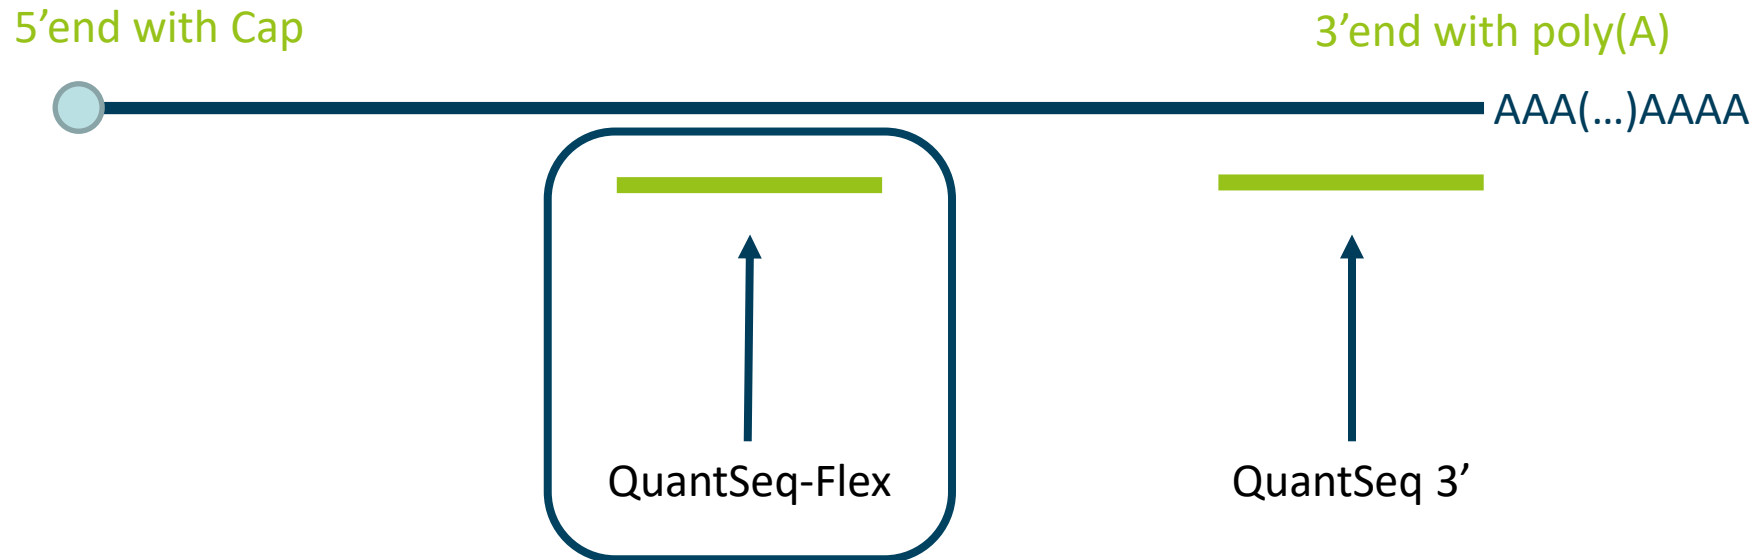 5’end with Cap
3’end with poly(A)
AAA(…)AAAA
QuantSeq-Flex
QuantSeq 3’